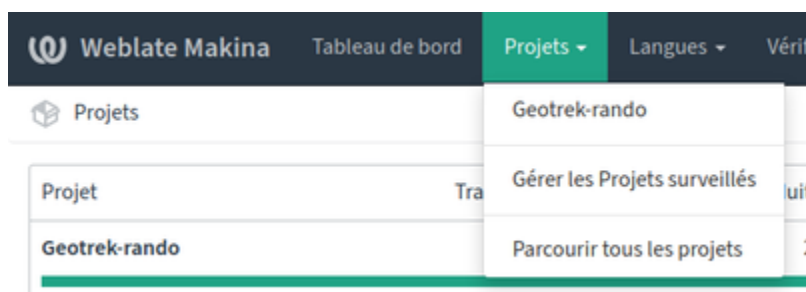 Weblate Makina Tableau de bord Projets Langues
Projets
Geotrek-rando
Gérer les Projets surveillés
Parcourir tous les projets
Projet
Geotrek-rando